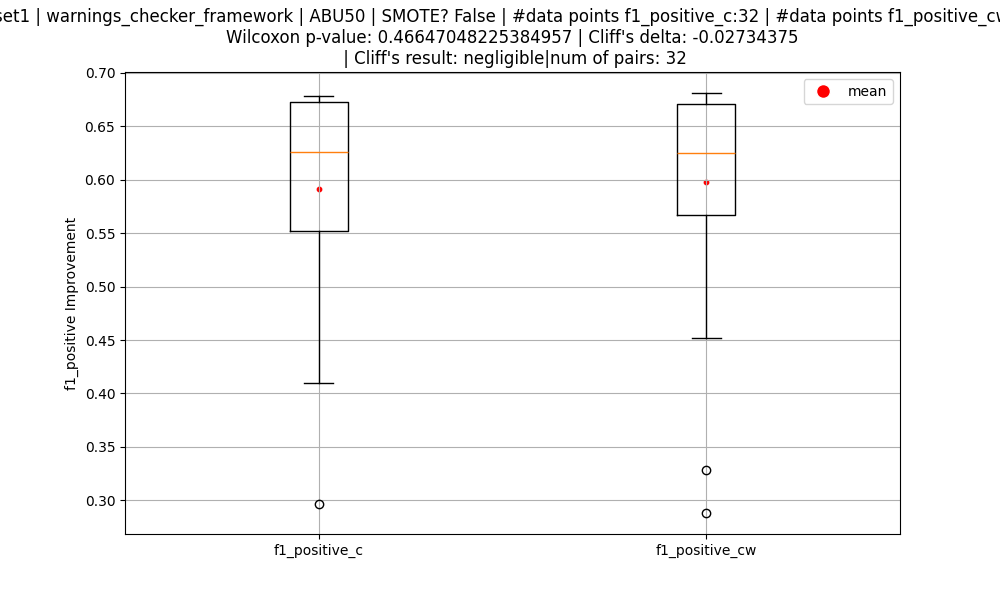 set1 | warnings_checker_framework | ABU50 | SMOTE? False | #data points f1_positive_c:32 | #data points f1_positive_cw
Wilcoxon p-value: 0.46647048225384957 | Cliff's delta: -0.02734375
| Cliff's result: negligible|num of pairs: 32
mean
f1_positive Improvement
0.70
0.65
0.60
0.55
0.50
0.45
0.40
0.35
0.30
f1_positive_c
f1_positive_cw